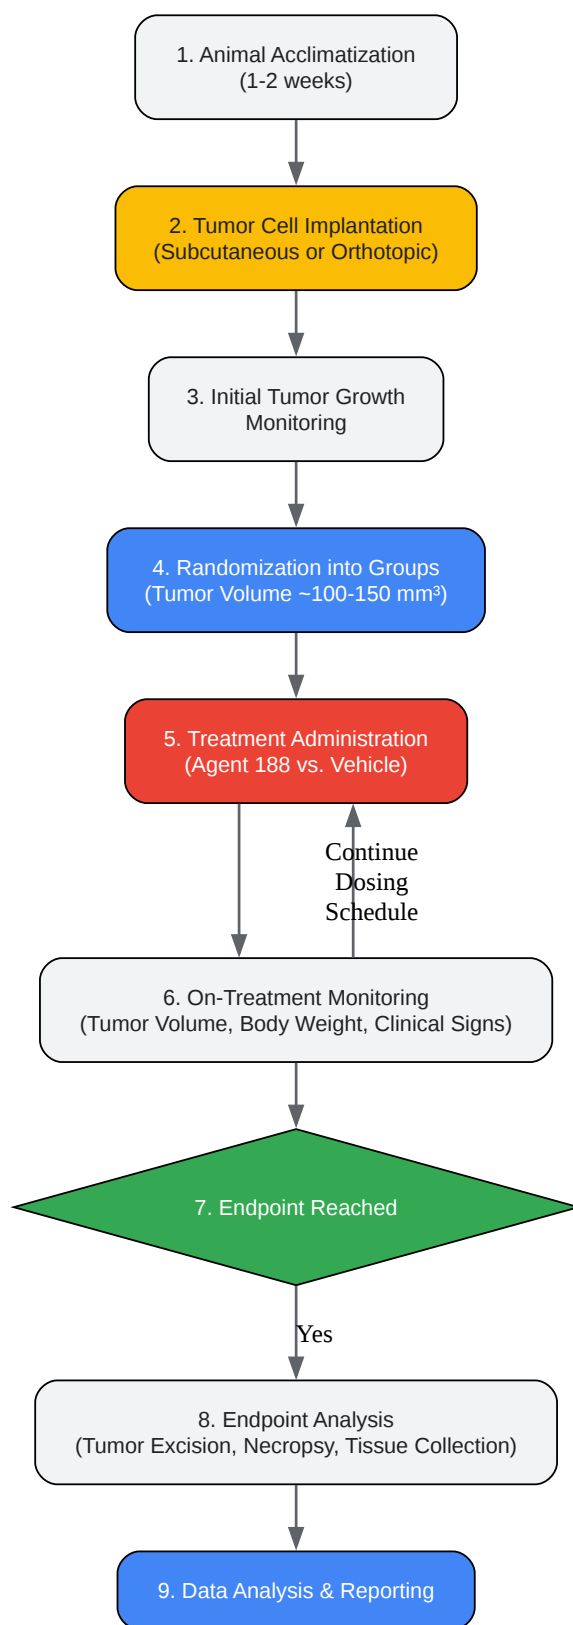 1. Animal Acclimatization
(1-2 weeks)
2. Tumor Cell Implantation
(Subcutaneous or Orthotopic)
3. Initial Tumor Growth
Monitoring
4. Randomization into Groups
(Tumor Volume ~100-150 mm³)
5. Treatment Administration
(Agent 188 vs. Vehicle)
Continue
Dosing
Schedule
6. On-Treatment Monitoring
(Tumor Volume, Body Weight, Clinical Signs)
7. Endpoint Reached
Yes
8. Endpoint Analysis
(Tumor Excision, Necropsy, Tissue Collection)
9. Data Analysis & Reporting